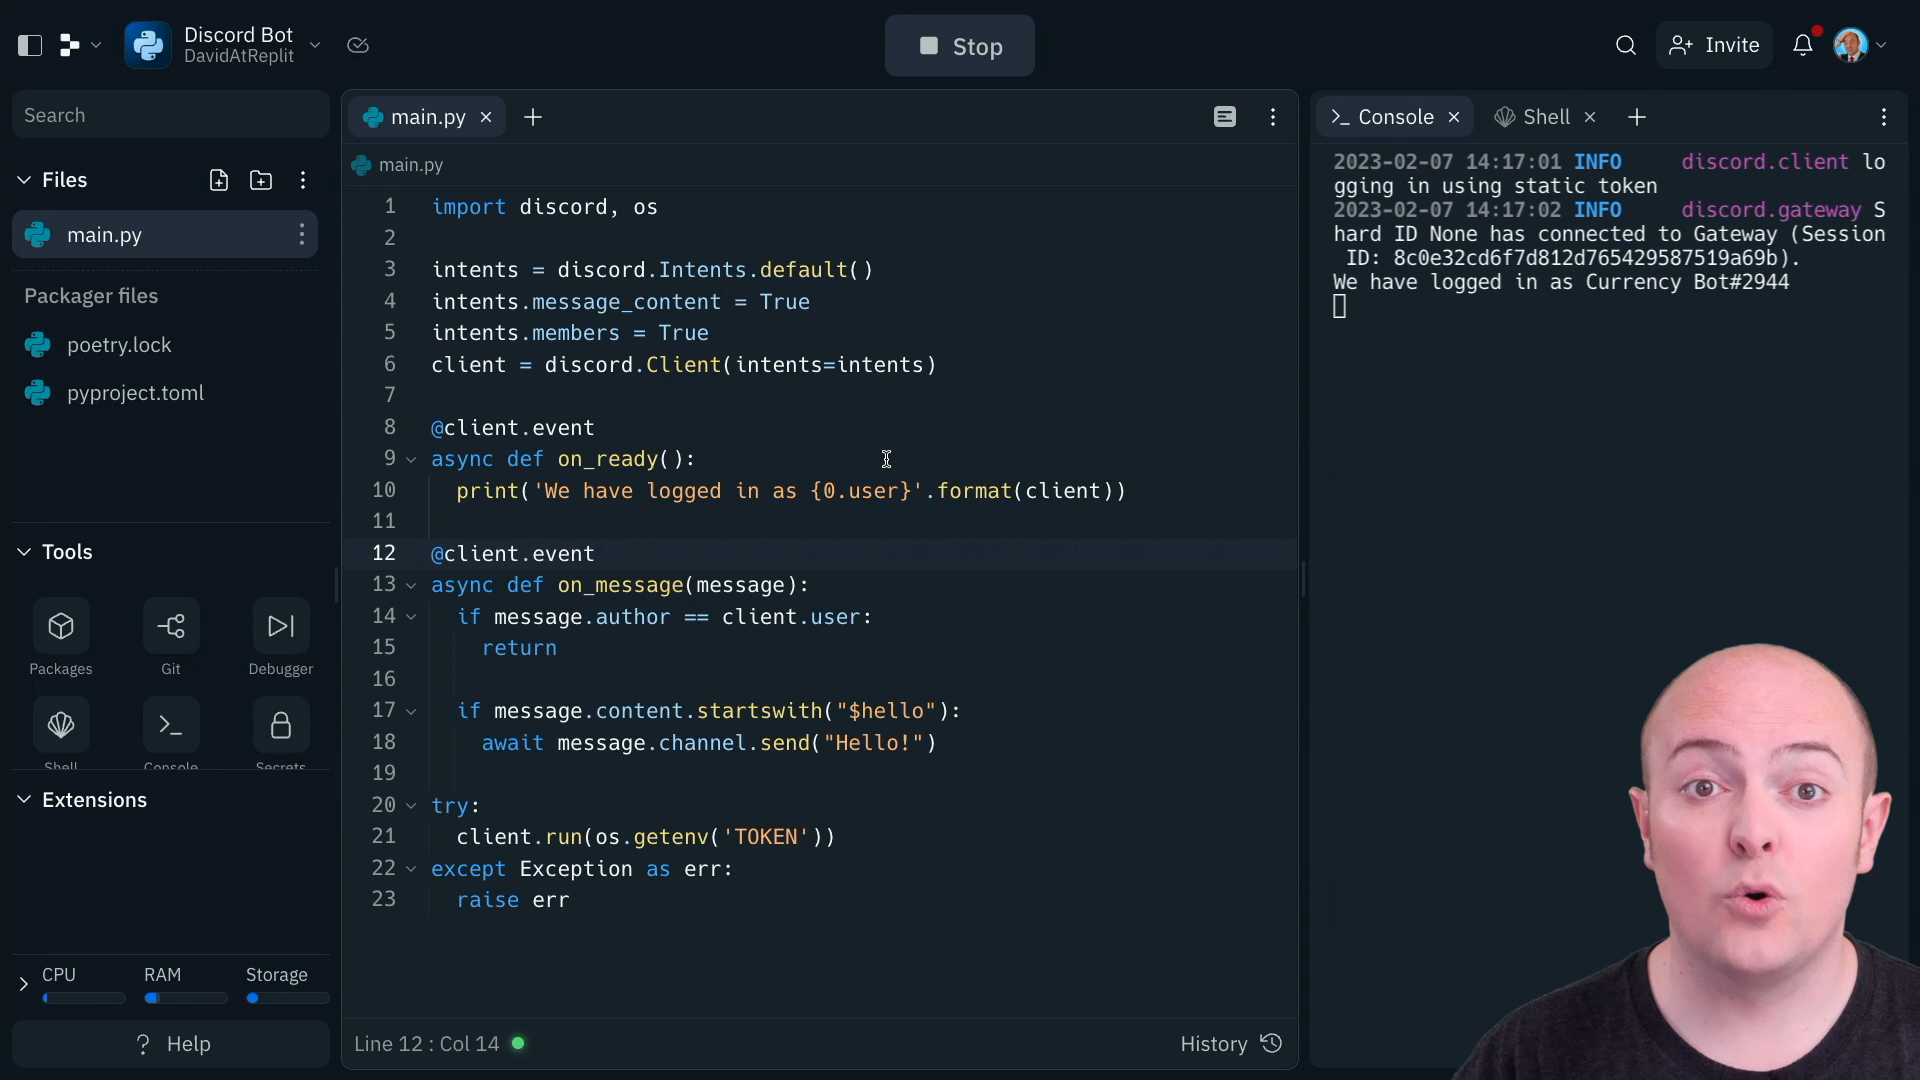 Discord Bot
DavidAtReplit
Stop
Invite
Search
Files
main.py
Packager files
poetry.lock
pyproject.toml
Tools
Packages
Git
Debugger
Shell
Console
Secrets
Extensions
CPU
RAM
Storage
? Help
main.py
main.py
1 import discord, os
2
3 intents = discord.Intents.default()
4 intents.message_content = True
5 intents.members = True
6 client = discord.Client(intents=intents)
7
8 @client.event
9 async def on_ready():
10 print('We have logged in as {0.user}'.format(client))
11
12 @client.event
13 async def on_message(message):
14 if message.author == client.user:
15 return
16
17 if message.content.startswith("$hello"):
18 await message.channel.send("Hello!")
19
20 try:
21 client.run(os.getenv('TOKEN'))
22 except Exception as err:
23 raise err
Line 12 : Col 14
History
Console
Shell
2023-02-07 14:17:01 INFO discord.client lo
gging in using static token
2023-02-07 14:17:02 INFO discord.gateway S
hard ID None has connected to Gateway (Session
ID: 8c0e32cd6f7d812d765429587519a69b).
We have logged in as Currency Bot#2944